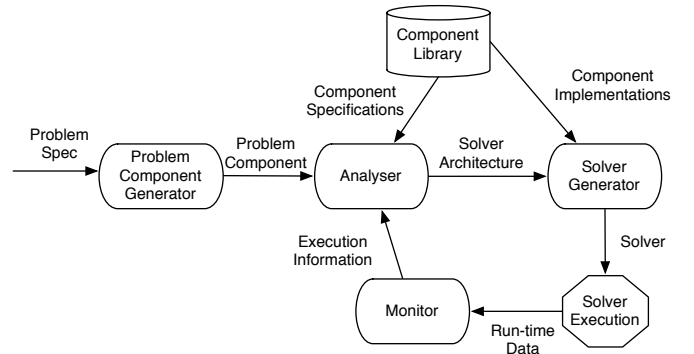 Component
Library
Component
Specifications
Component
Implementations
Problem
Spec
Problem
Component
Generator
Problem
Component
Analyser
Solver
Architecture
Solver
Generator
Execution
Information
Solver
Monitor
Run-time
Data
Solver
Execution